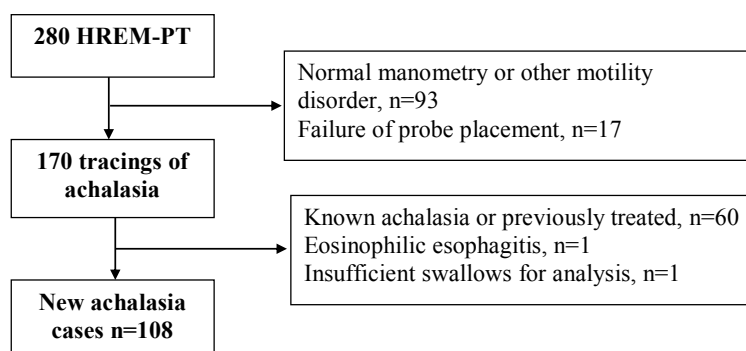 280 HREM-PT
Normal manometry or other motility
disorder, n=93
Failure of probe placement, n=17
170 tracings of
achalasia
Known achalasia or previously treated, n=60
Eosinophilic esophagitis, n=1
Insufficient swallows for analysis, n=1
New achalasia
cases n=108